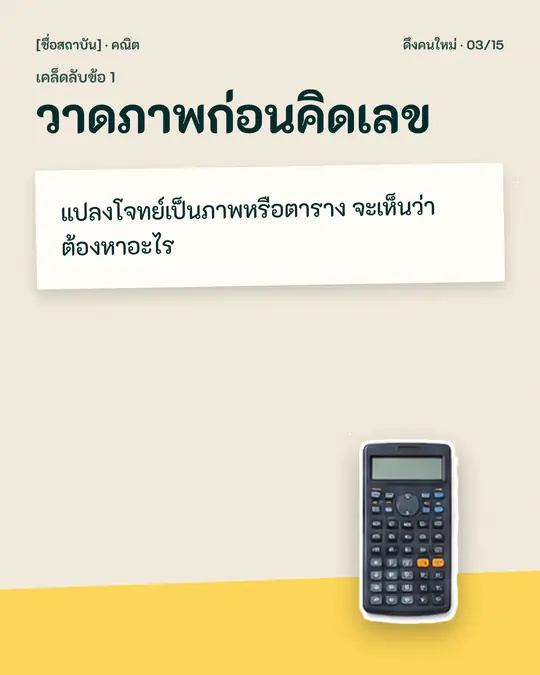 [ชื่อสถาบัน] · คณิต
ดึงคนใหม่ · 03/15
เคล็ดลับข้อ 1
วาดภาพก่อนคิดเลข
แปลงโจทย์เป็นภาพหรือตาราง จะเห็นว่า
ต้องหาอะไร